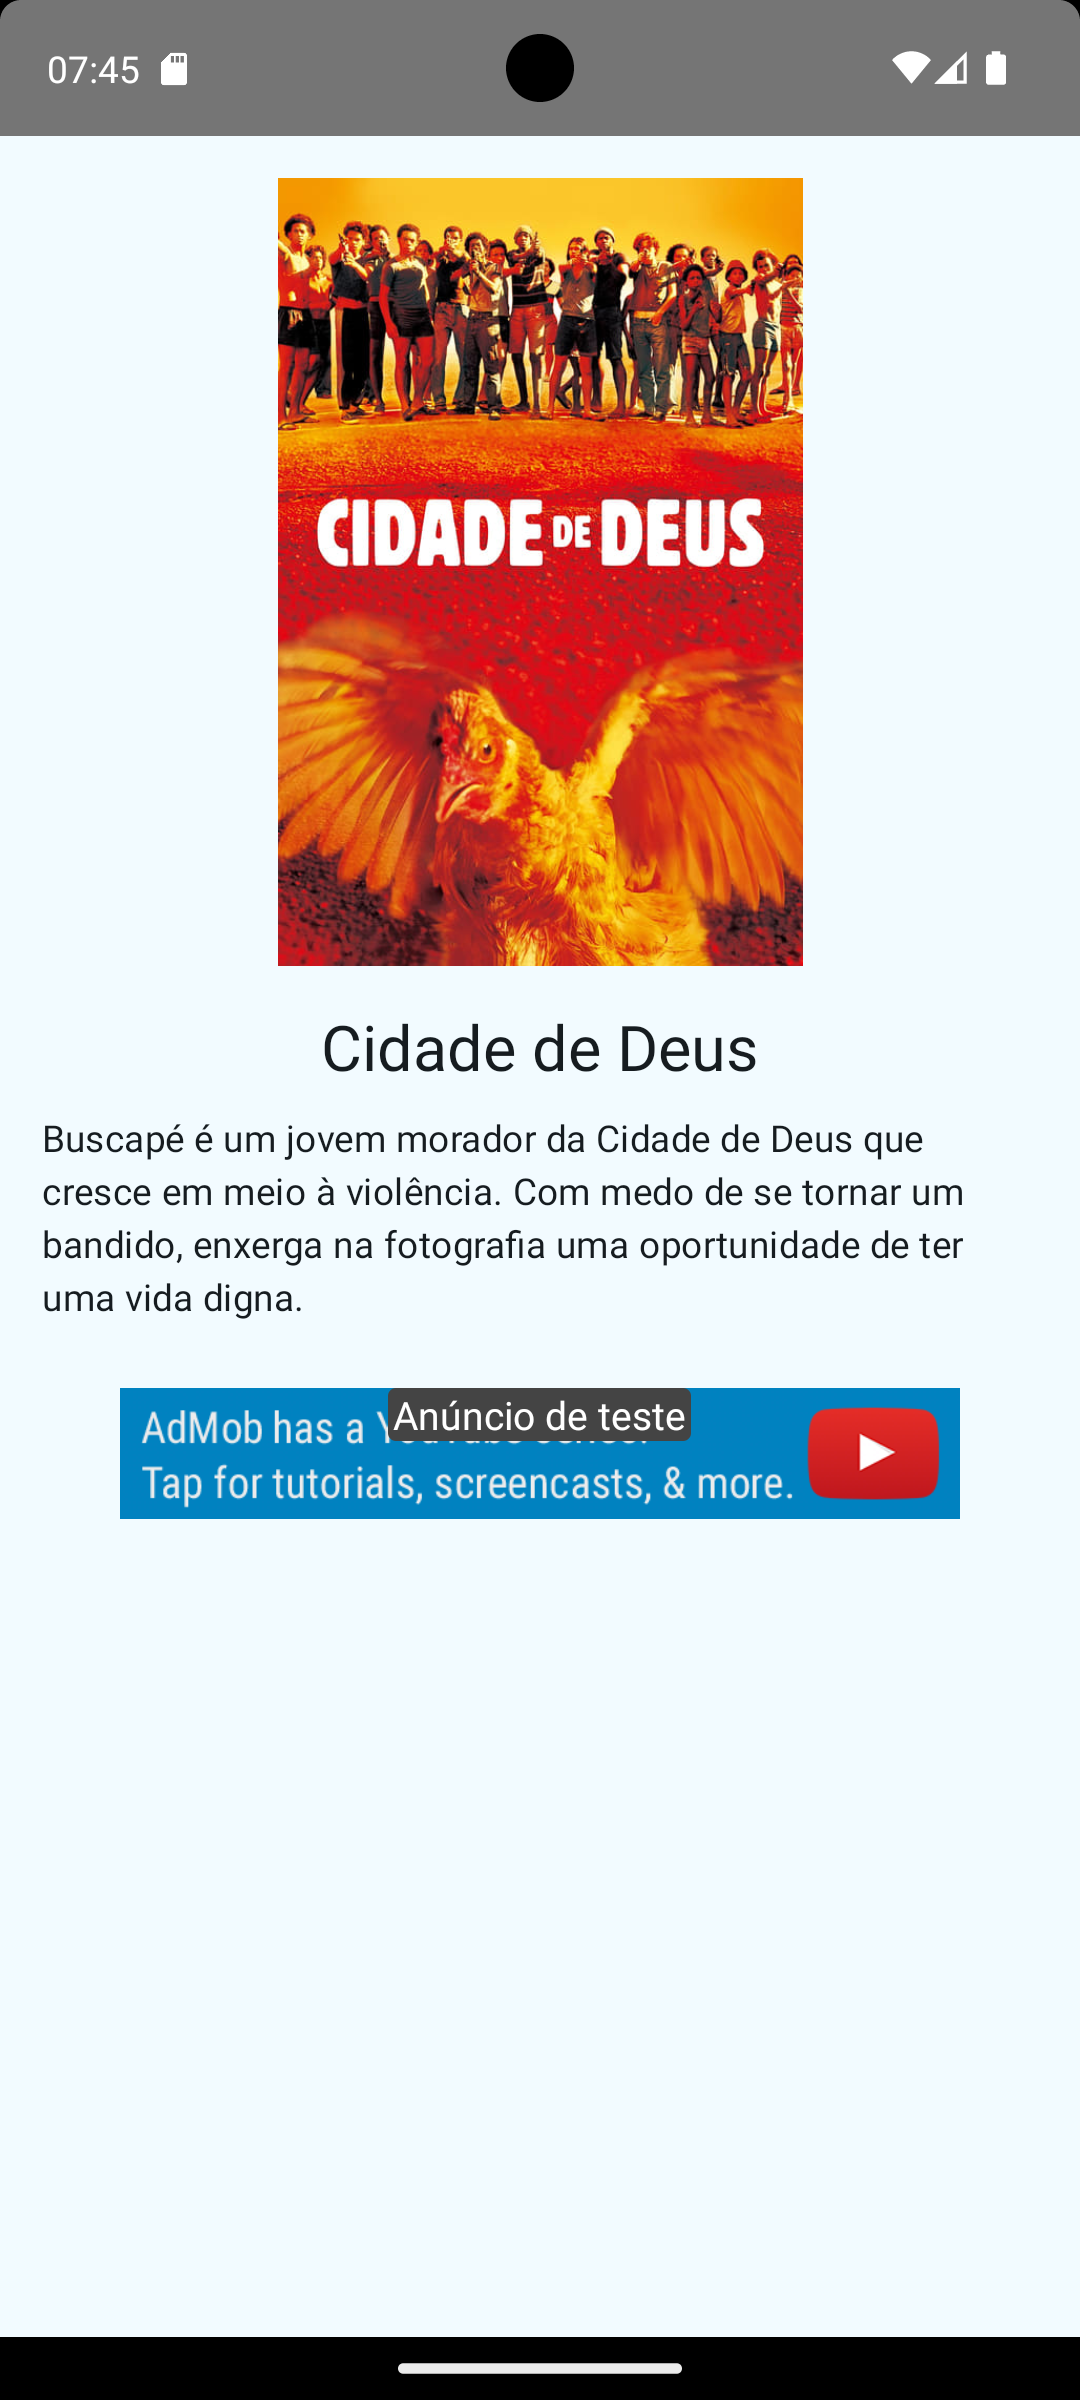 07:45
CIDADE DE DEUS
Cidade de Deus
Buscapé é um jovem morador da Cidade de Deus que
cresce em meio à violência. Com medo de se tornar um
bandido, enxerga na fotografia uma oportunidade de ter
uma vida digna.
Anúncio de teste
AdMob has a
Tap for tutorials, screencasts, & more.